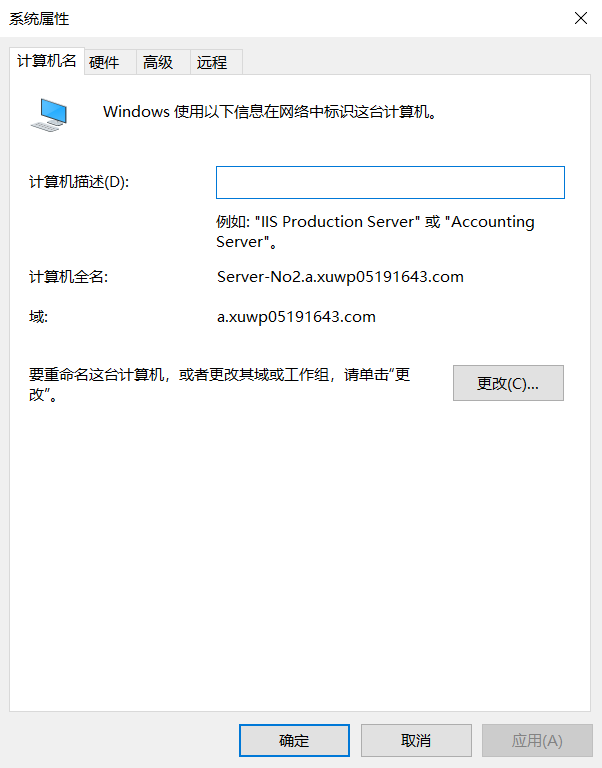 系统属性
计算机名 硬件 高级 远程
Windows 使用以下信息在网络中标识这台计算机。
计算机描述(D):
例如: "IIS Production Server" 或 "Accounting
Server"。
计算机全名: Server-No2.a.xuwp05191643.com
域: a.xuwp05191643.com
要重命名这台计算机，或者更改其域或工作组，请单击“更
改”。
更改(C)...
确定 取消 应用(A)